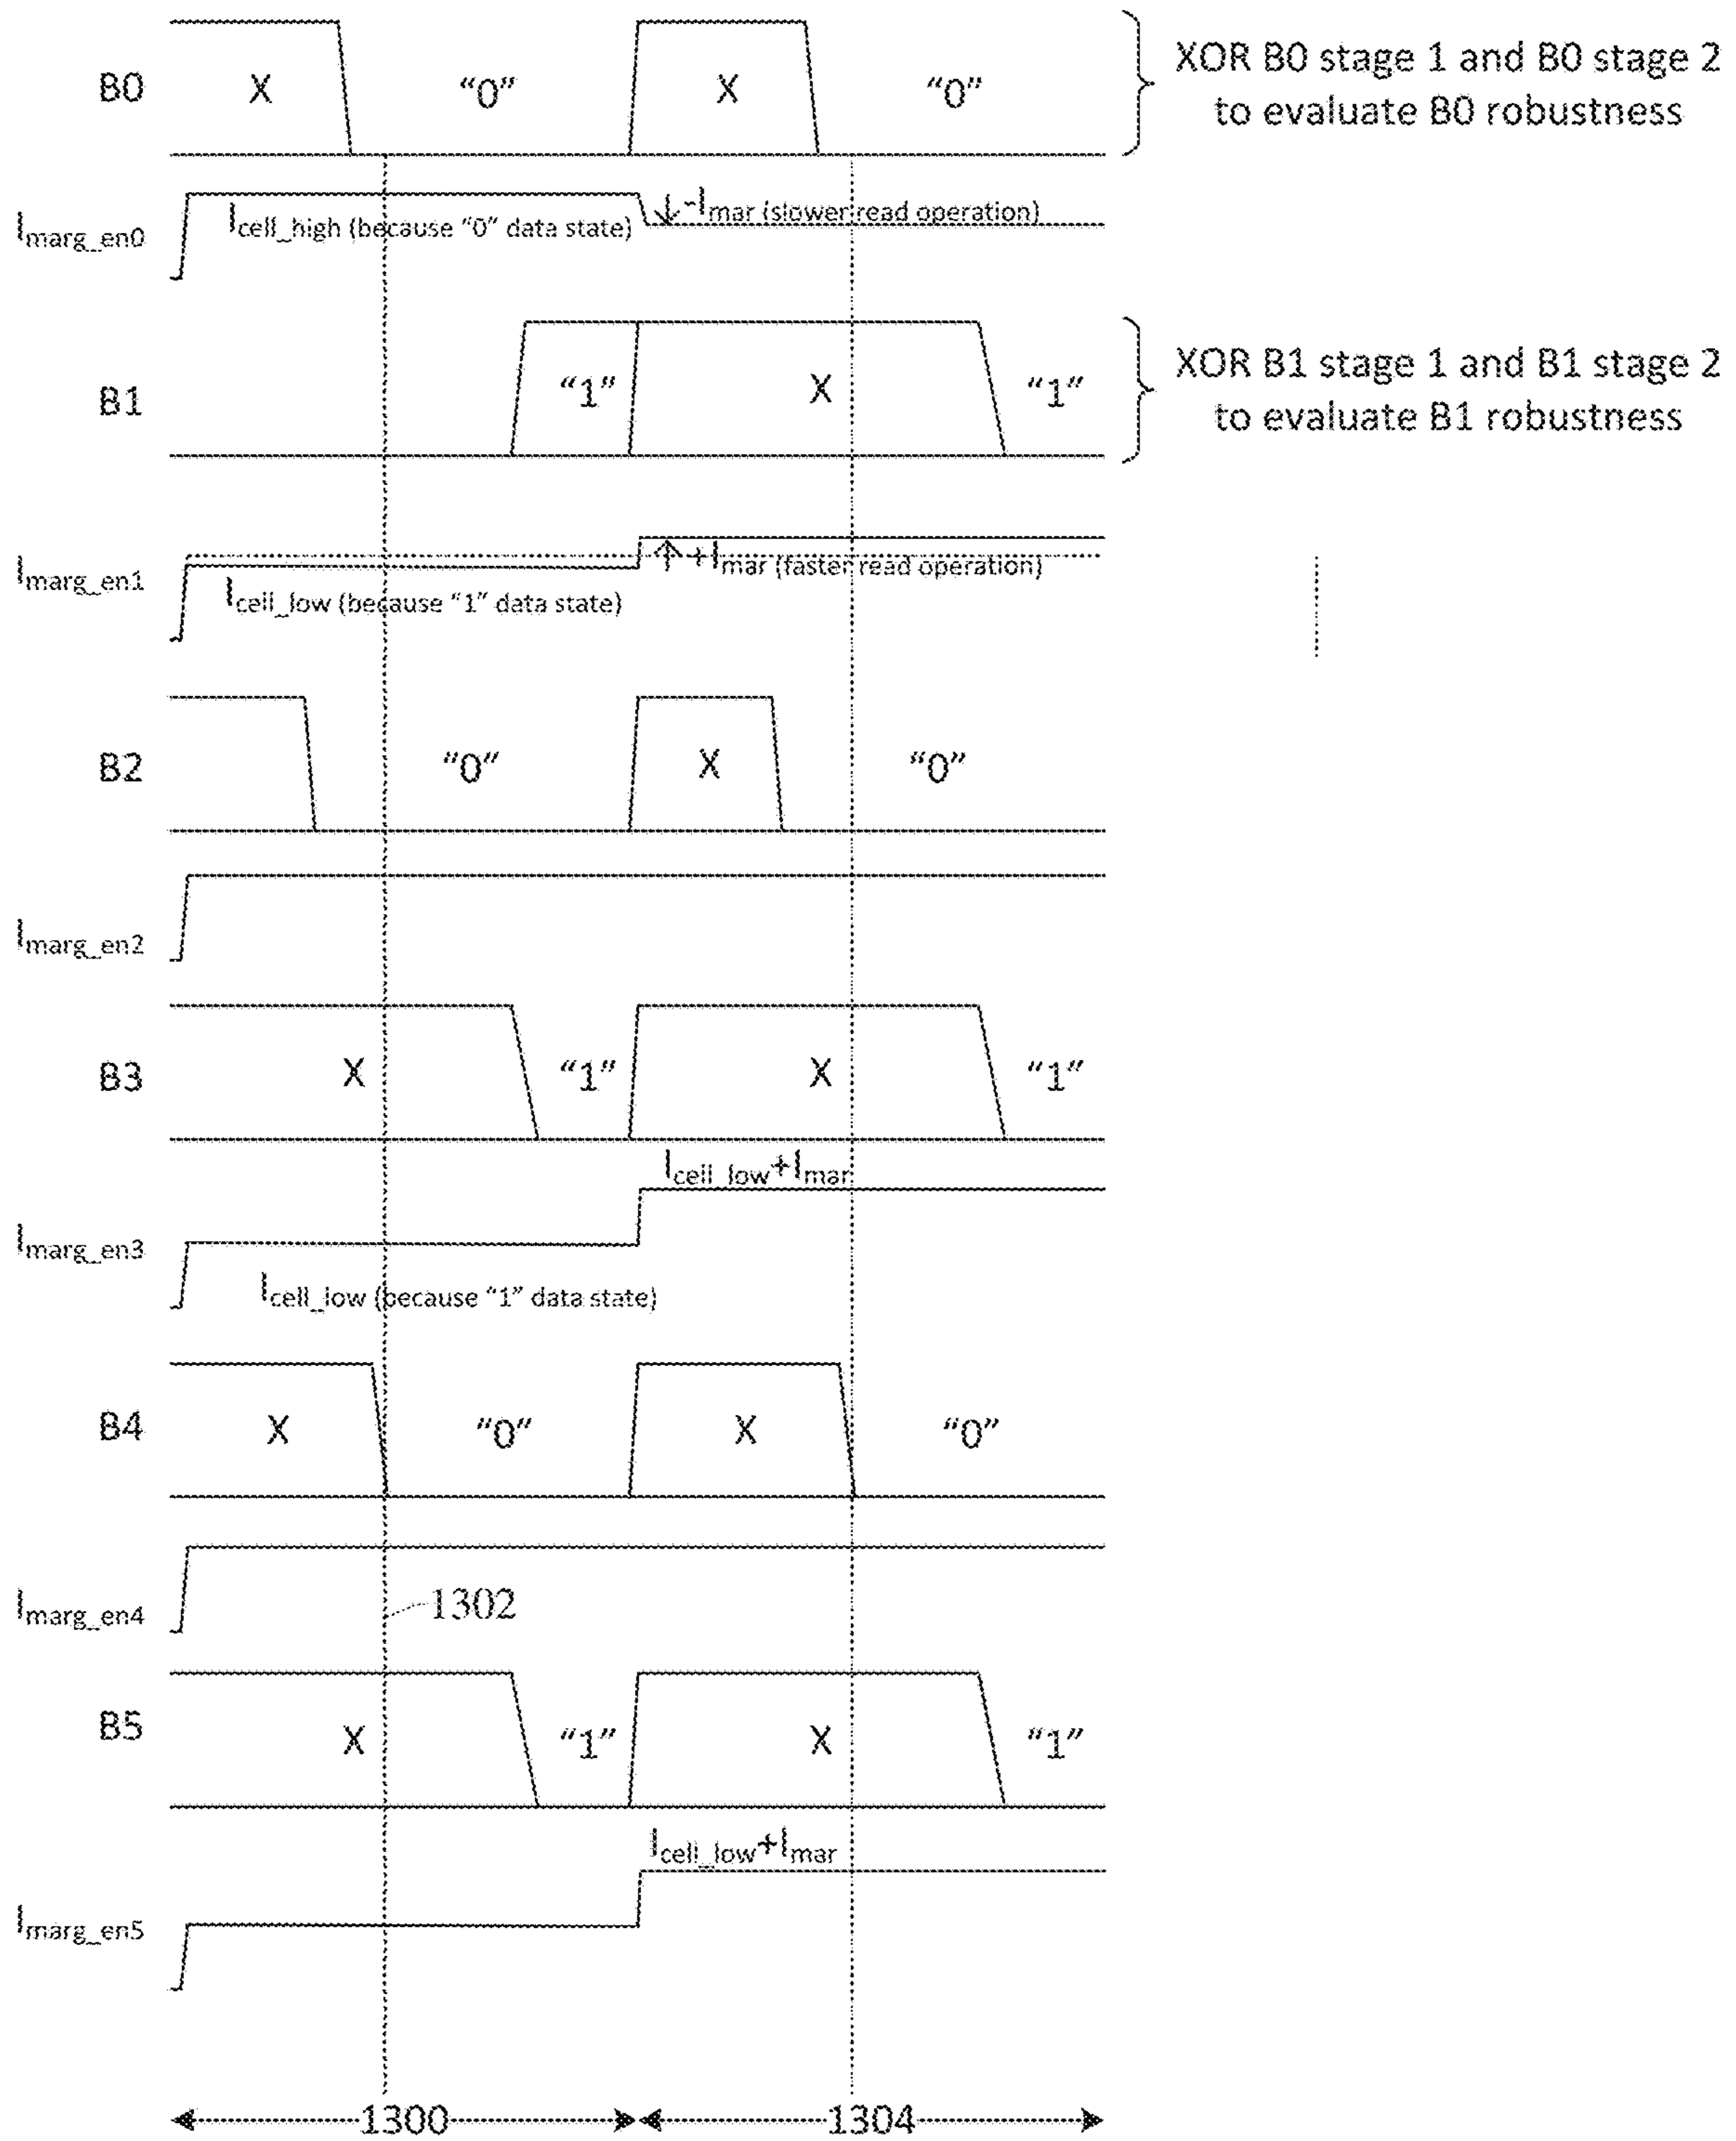 B0 X “0” X “0” XOR B0 stage 1 and B0 stage 2
to evaluate B0 robustness
Imarg_en0 Icell_high (because “0” data state) -Imar (slower read operation)
B1 “1” X “1” XOR B1 stage 1 and B1 stage 2
to evaluate B1 robustness
Imarg_en1 +Imar (faster read operation)
Icell_low (because “1” data state)
B2 “0” X “0”
Imarg_en2
B3 X “1” X “1”
Icell_low+Imar
Imarg_en3
Icell_low (because “1” data state)
B4 X “0” X “0”
Imarg_en4 1302
B5 X “1” X “1”
Icell_low+Imar
Imarg_en5
1300 1304